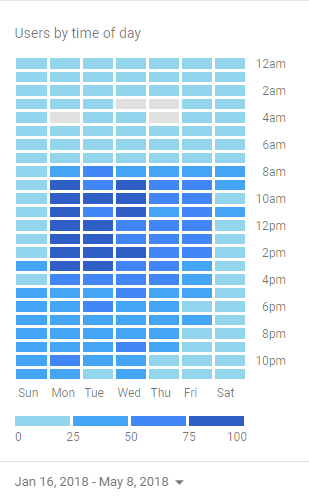 Users by time of day
12am
2am
4am
6am
8am
10am
12pm
2pm
4pm
6pm
8pm
10pm
Sun Mon Tue Wed Thu Fri Sat
0 25 50 75 100
Jan 16, 2018 - May 8, 2018